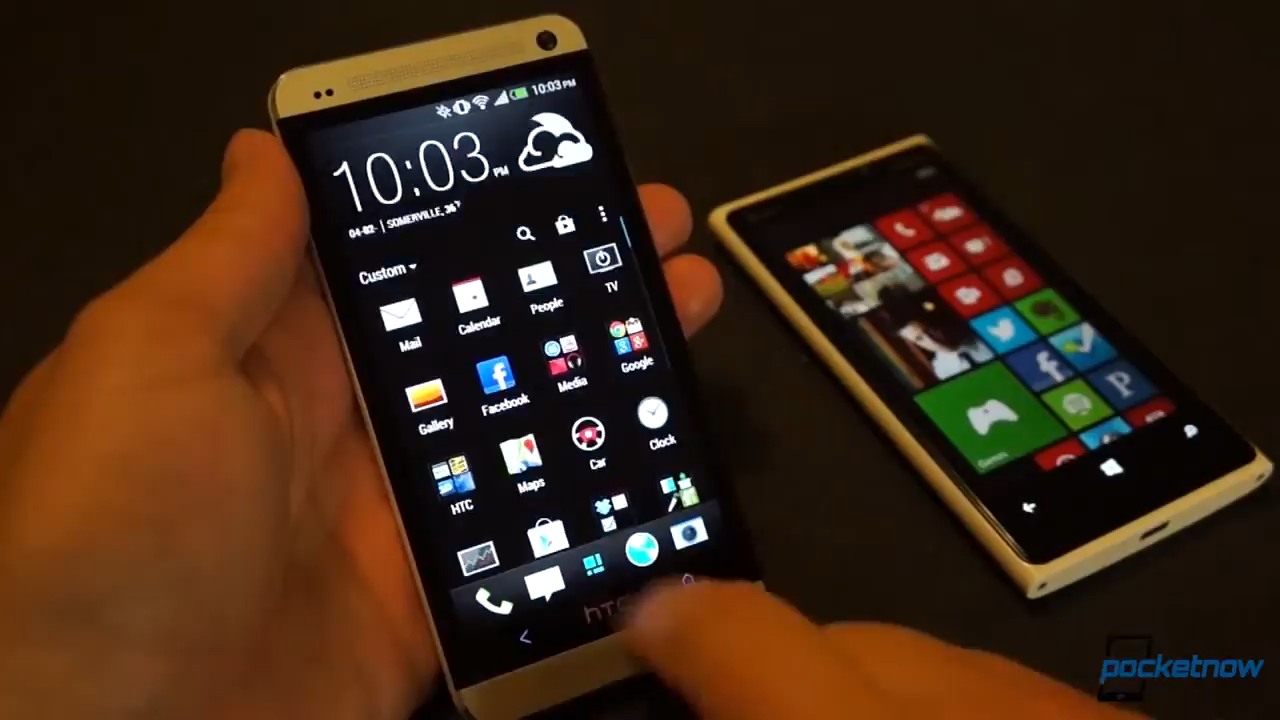 10:03 PM
10:03 PM
04-02- | SOMERVILLE, 36°
Custom
Mail
Calendar
People
TV
Gallery
Facebook
Media
Google
HTC
Maps
Car
Clock
Games
pocketnow